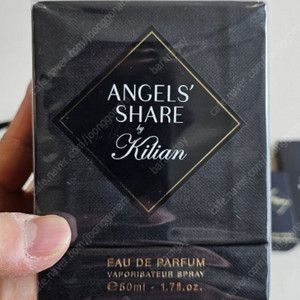 ANGELS'
SHARE
by
Kilian
EAU DE PARFUM
VAPORISATEUR SPRAY
℮50ml - 1.7fl.oz.